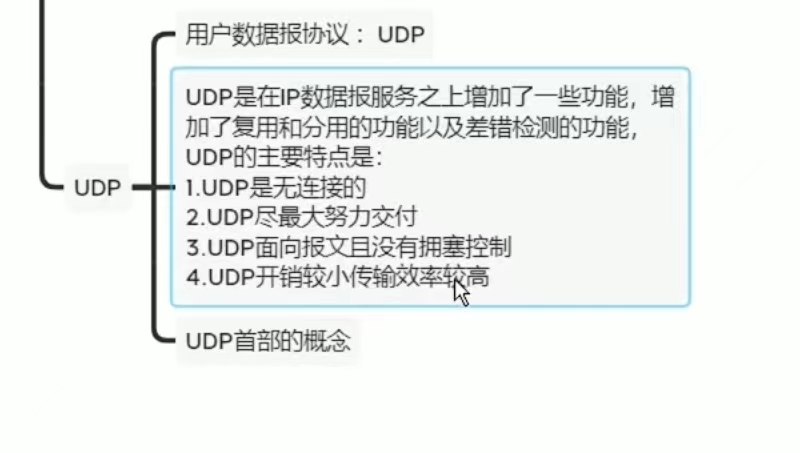 用户数据报协议：UDP
UDP是在IP数据报服务之上增加了一些功能，增
加了复用和分用的功能以及差错检测的功能，
UDP的主要特点是：
1.UDP是无连接的
2.UDP尽最大努力交付
3.UDP面向报文且没有拥塞控制
4.UDP开销较小传输效率较高
UDP
UDP首部的概念